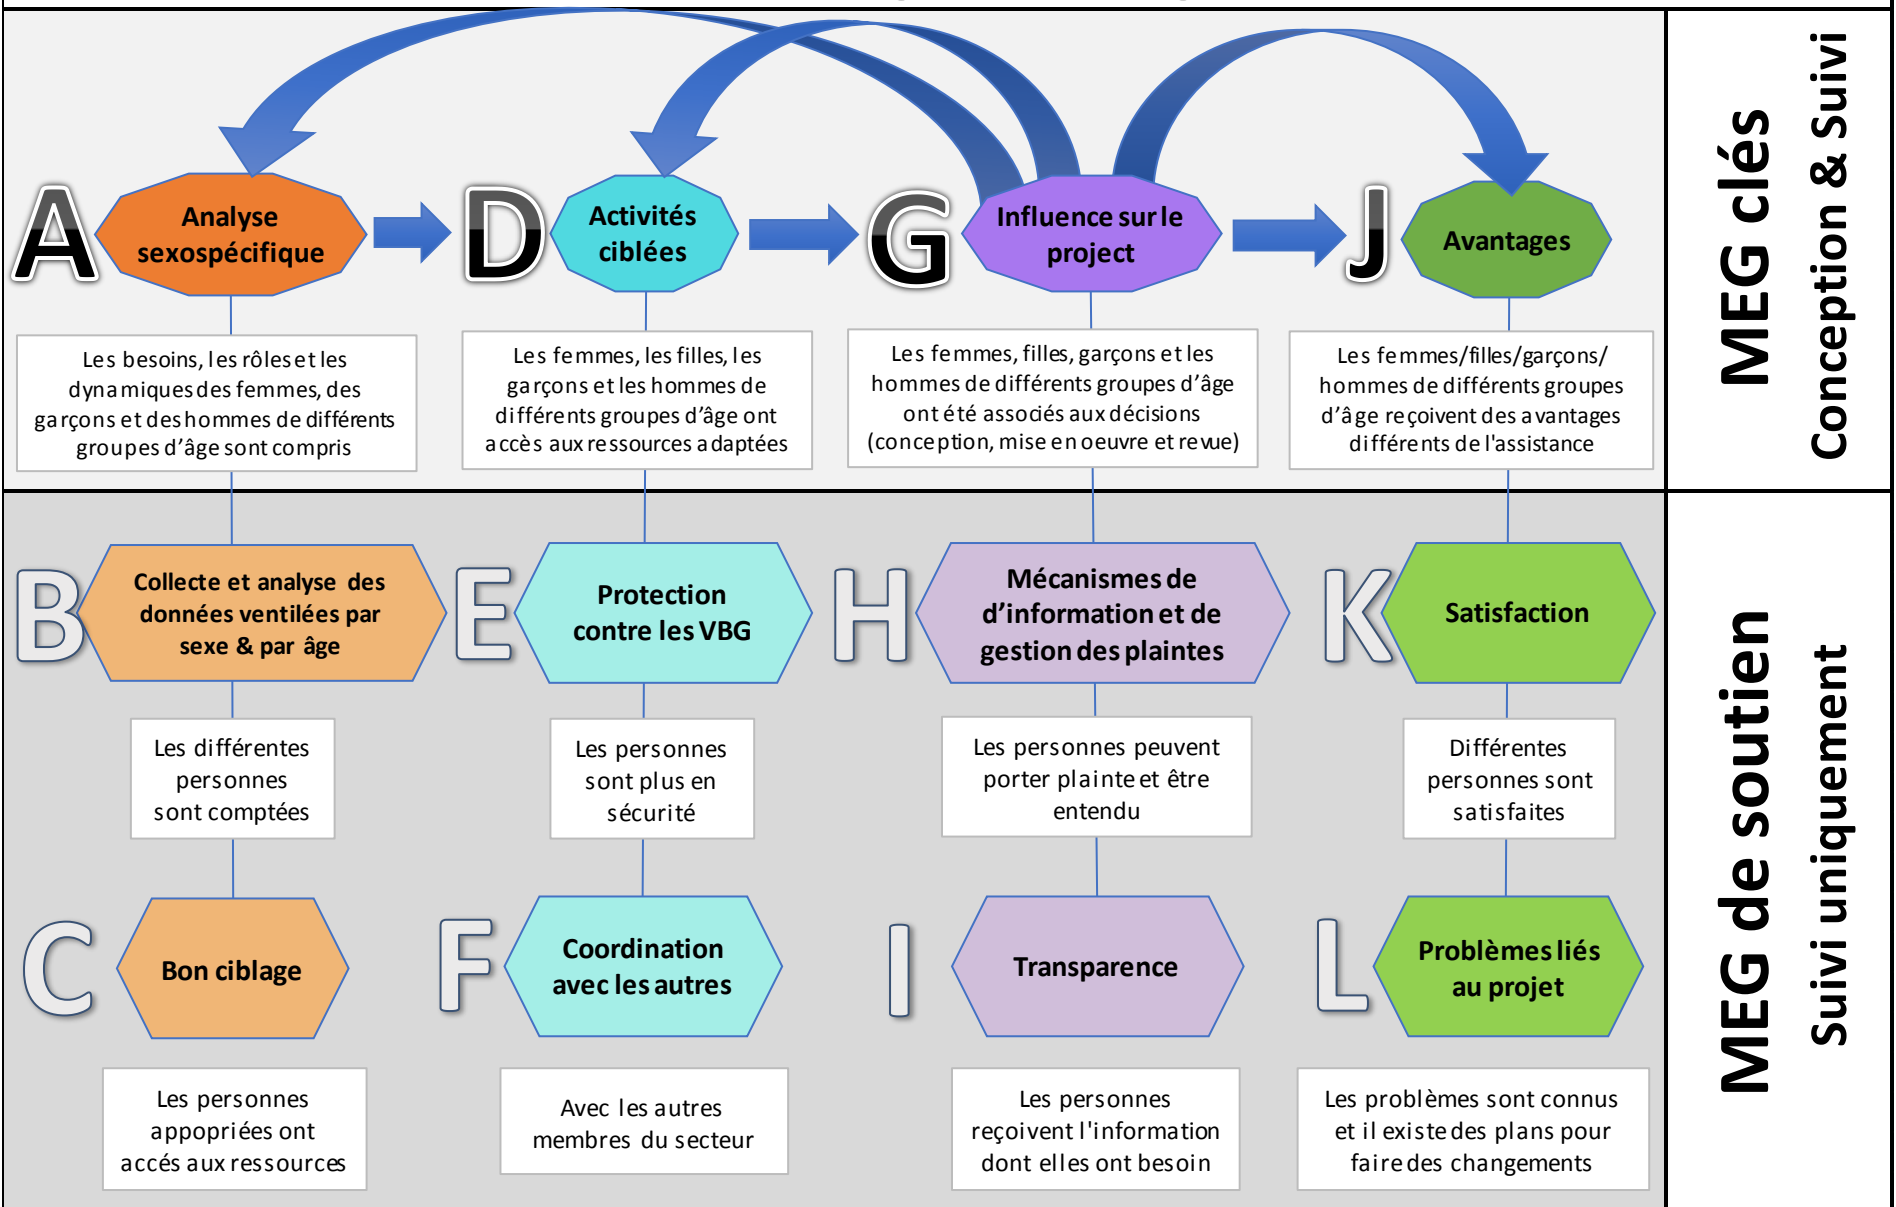 A
Analyse
sexospécifique
D
Activités
ciblées
G
Influence sur le
project
J
Avantages
Les besoins, les rôles et les
dynamiques des femmes, des
garçons et des hommes de différents
groupes d’âge sont compris
Les femmes, les filles, les
garçons et les hommes de
différents groupes d’âge ont
accès aux ressources adaptées
Les femmes, filles, garçons et les
hommes de différents groupes d’âge
ont été associés aux décisions
(conception, mise en oeuvre et revue)
Les femmes/filles/garçons/
hommes de différents groupes
d’âge reçoivent des avantages
différents de l'assistance
MEG clés
Conception & Suivi
B
Collecte et analyse des
données ventilées par
sexe & par âge
E
Protection
contre les VBG
H
Mécanismes de
d’information et de
gestion des plaintes
K
Satisfaction
Les différentes
personnes
sont comptées
Les personnes
sont plus en
sécurité
Les personnes peuvent
porter plainte et être
entendu
Différentes
personnes sont
satisfaites
C
Bon ciblage
F
Coordination
avec les autres
I
Transparence
L
Problèmes liés
au projet
Les personnes
appopriées ont
accés aux ressources
Avec les autres
membres du secteur
Les personnes
reçoivent l'information
dont elles ont besoin
Les problèmes sont connus
et il existe des plans pour
faire des changements
MEG de soutien
Suivi uniquement